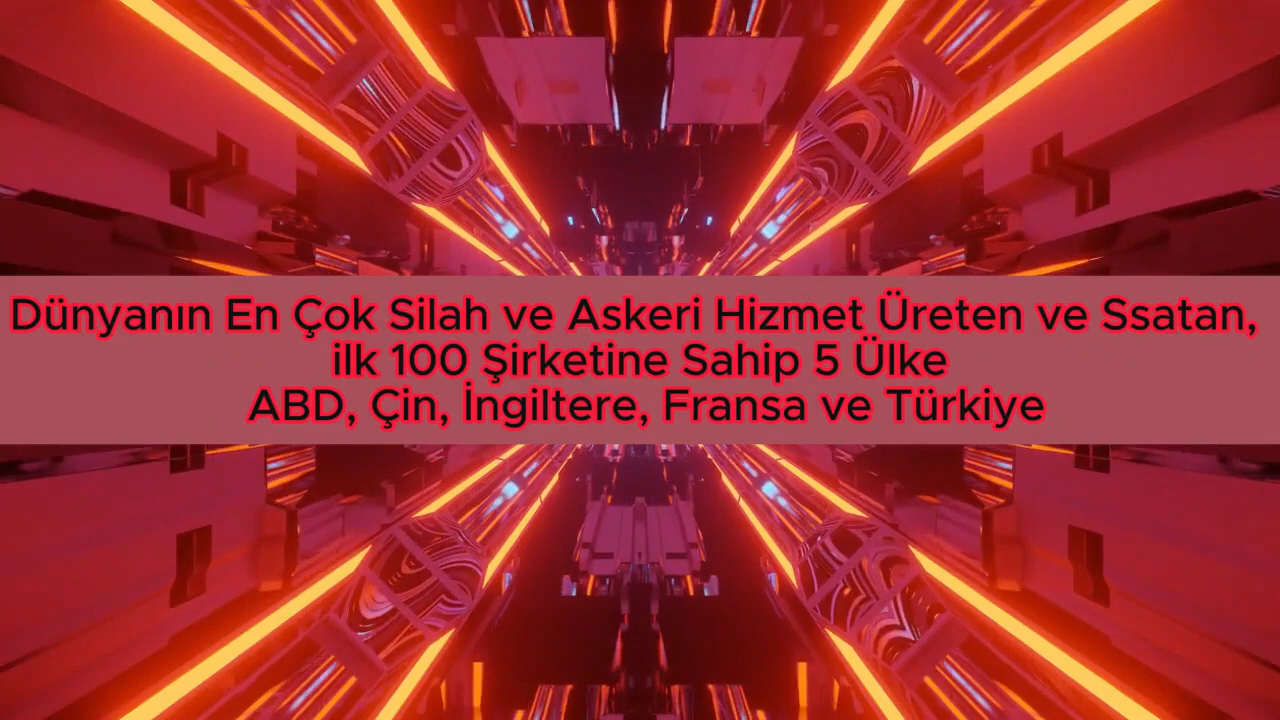 Dünyanın En Çok Silah ve Askeri Hizmet Üreten ve Ssatan,
ilk 100 Şirketine Sahip 5 Ülke
ABD, Çin, İngiltere, Fransa ve Türkiye